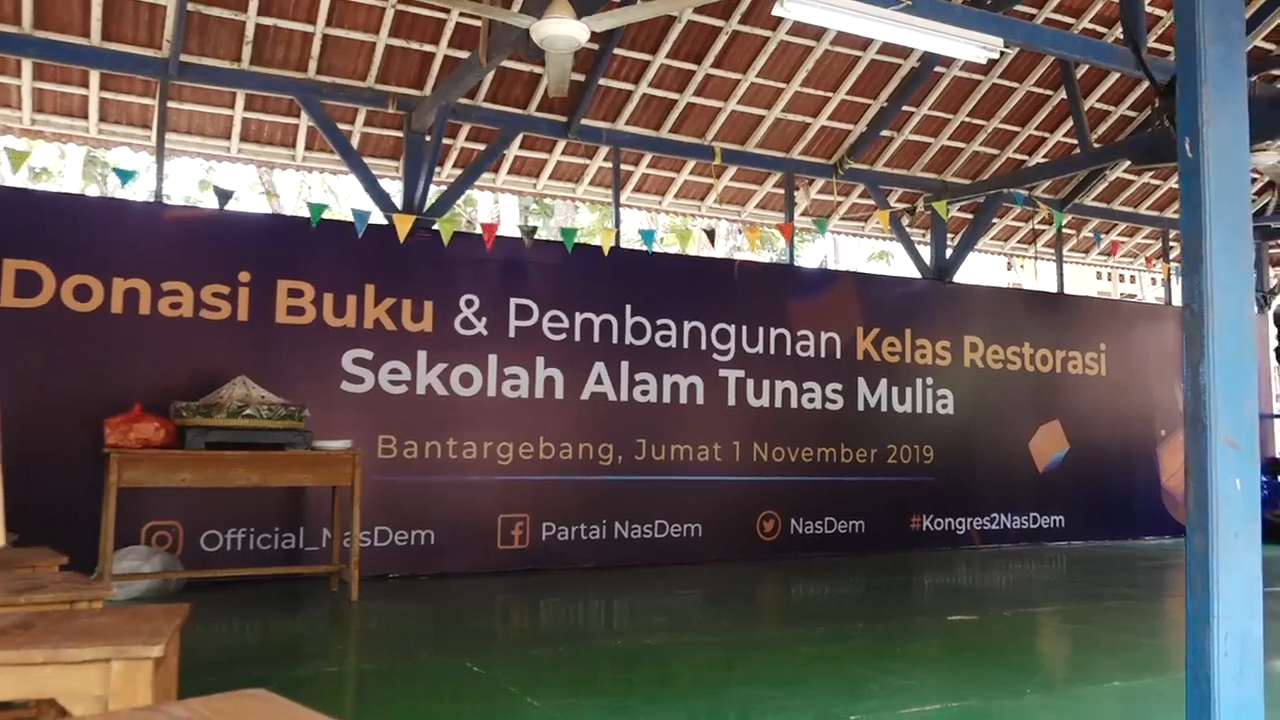 Donasi Buku & Pembangunan Kelas Restorasi
Sekolah Alam Tunas Mulia
Bantargebang, Jumat 1 November 2019
Official_NasDem Partai NasDem NasDem #Kongres2NasDem